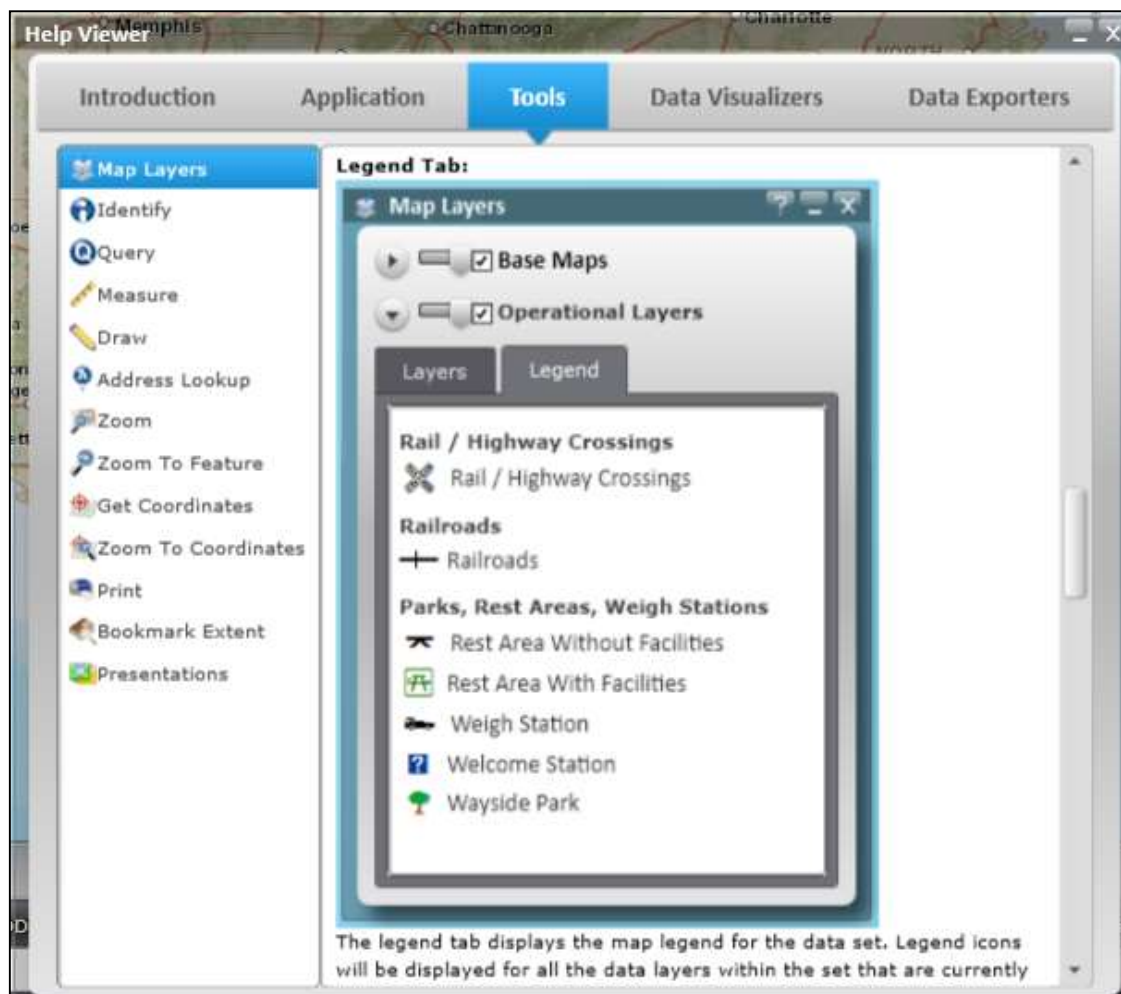 Memphis
Chattanooga
Charlotte
Help Viewer
NORTH
Introduction
Application
Tools
Data Visualizers
Data Exporters
Map Layers
Identify
Query
Measure
Draw
Address Lookup
Zoom
Zoom To Feature
Get Coordinates
Zoom To Coordinates
Print
Bookmark Extent
Presentations
Legend Tab:
Map Layers
Base Maps
Operational Layers
Layers
Legend
Rail / Highway Crossings
Rail / Highway Crossings
Railroads
Railroads
Parks, Rest Areas, Weigh Stations
Rest Area Without Facilities
Rest Area With Facilities
Weigh Station
Welcome Station
Wayside Park
The legend tab displays the map legend for the data set. Legend icons
will be displayed for all the data layers within the set that are currently